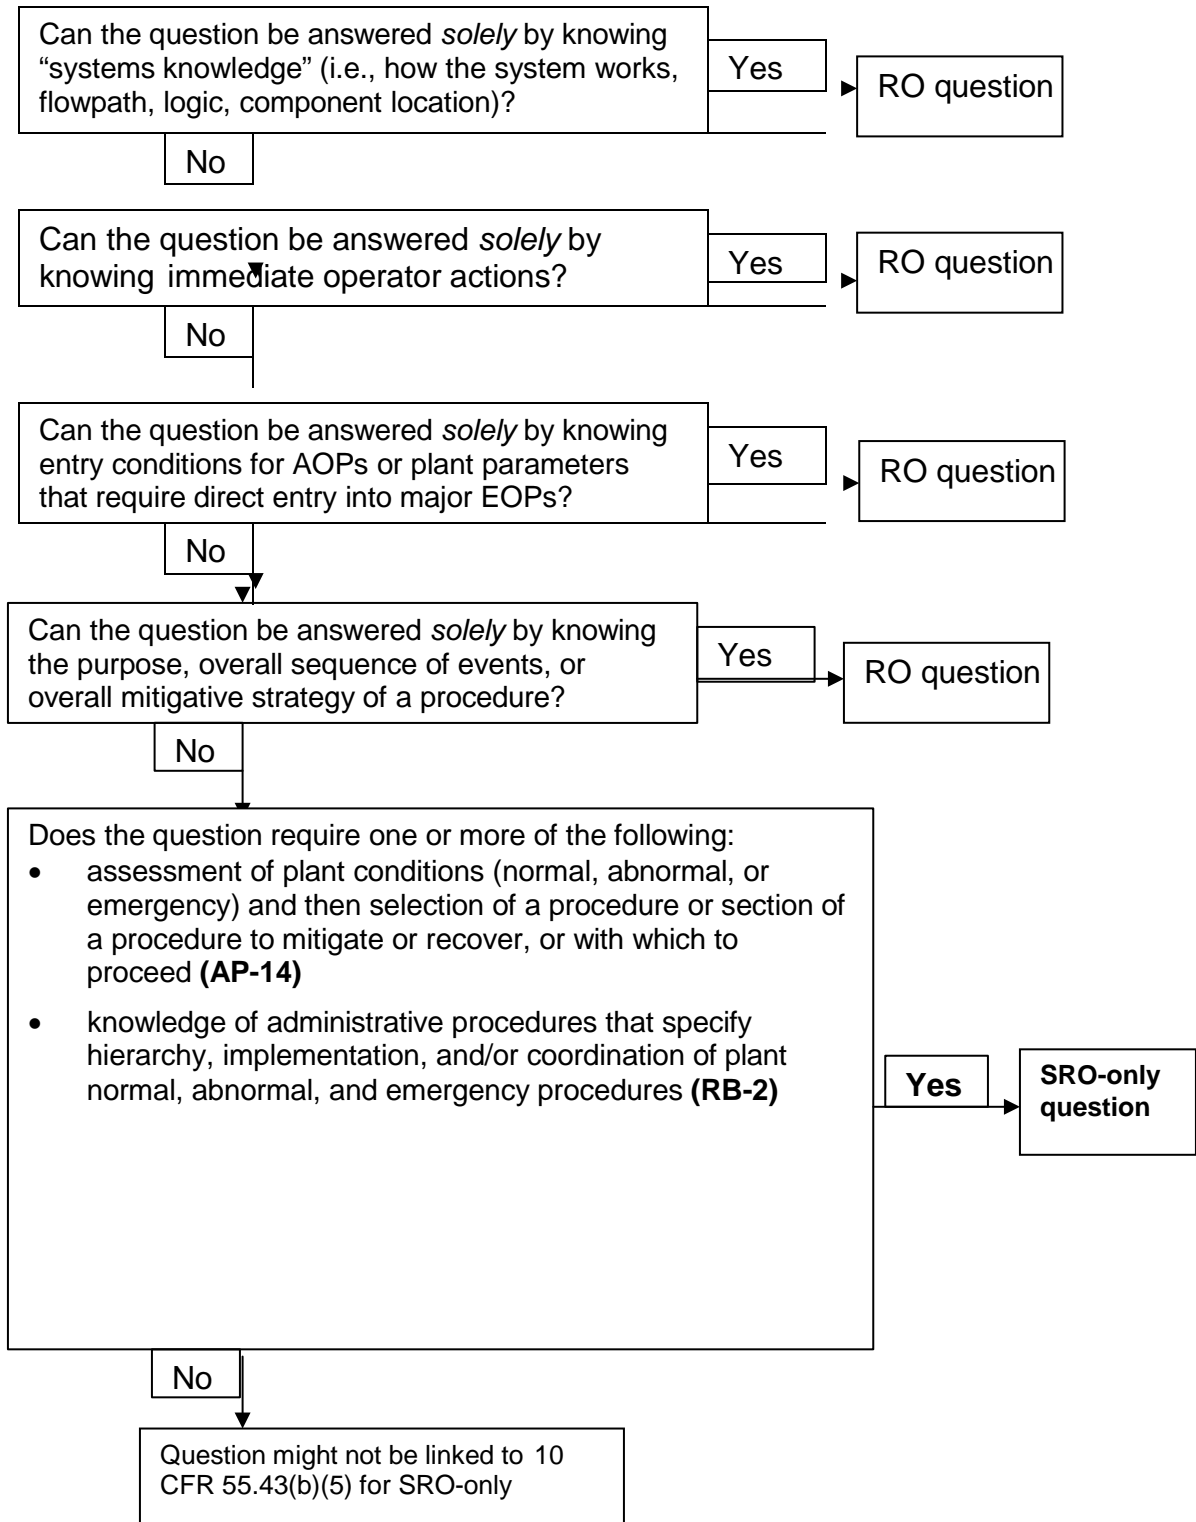 Can the question be answered solely by knowing
“systems knowledge” (i.e., how the system works,
flowpath, logic, component location)?
Yes
RO question
No
Can the question be answered solely by
knowing immediate operator actions?
Yes
RO question
No
Can the question be answered solely by knowing
entry conditions for AOPs or plant parameters
that require direct entry into major EOPs?
Yes
RO question
No
Can the question be answered solely by knowing
the purpose, overall sequence of events, or
overall mitigative strategy of a procedure?
Yes
RO question
No
Does the question require one or more of the following:
• assessment of plant conditions (normal, abnormal, or
emergency) and then selection of a procedure or section of
a procedure to mitigate or recover, or with which to
proceed (AP-14)
• knowledge of administrative procedures that specify
hierarchy, implementation, and/or coordination of plant
normal, abnormal, and emergency procedures (RB-2)
Yes
SRO-only
question
No
Question might not be linked to 10
CFR 55.43(b)(5) for SRO-only